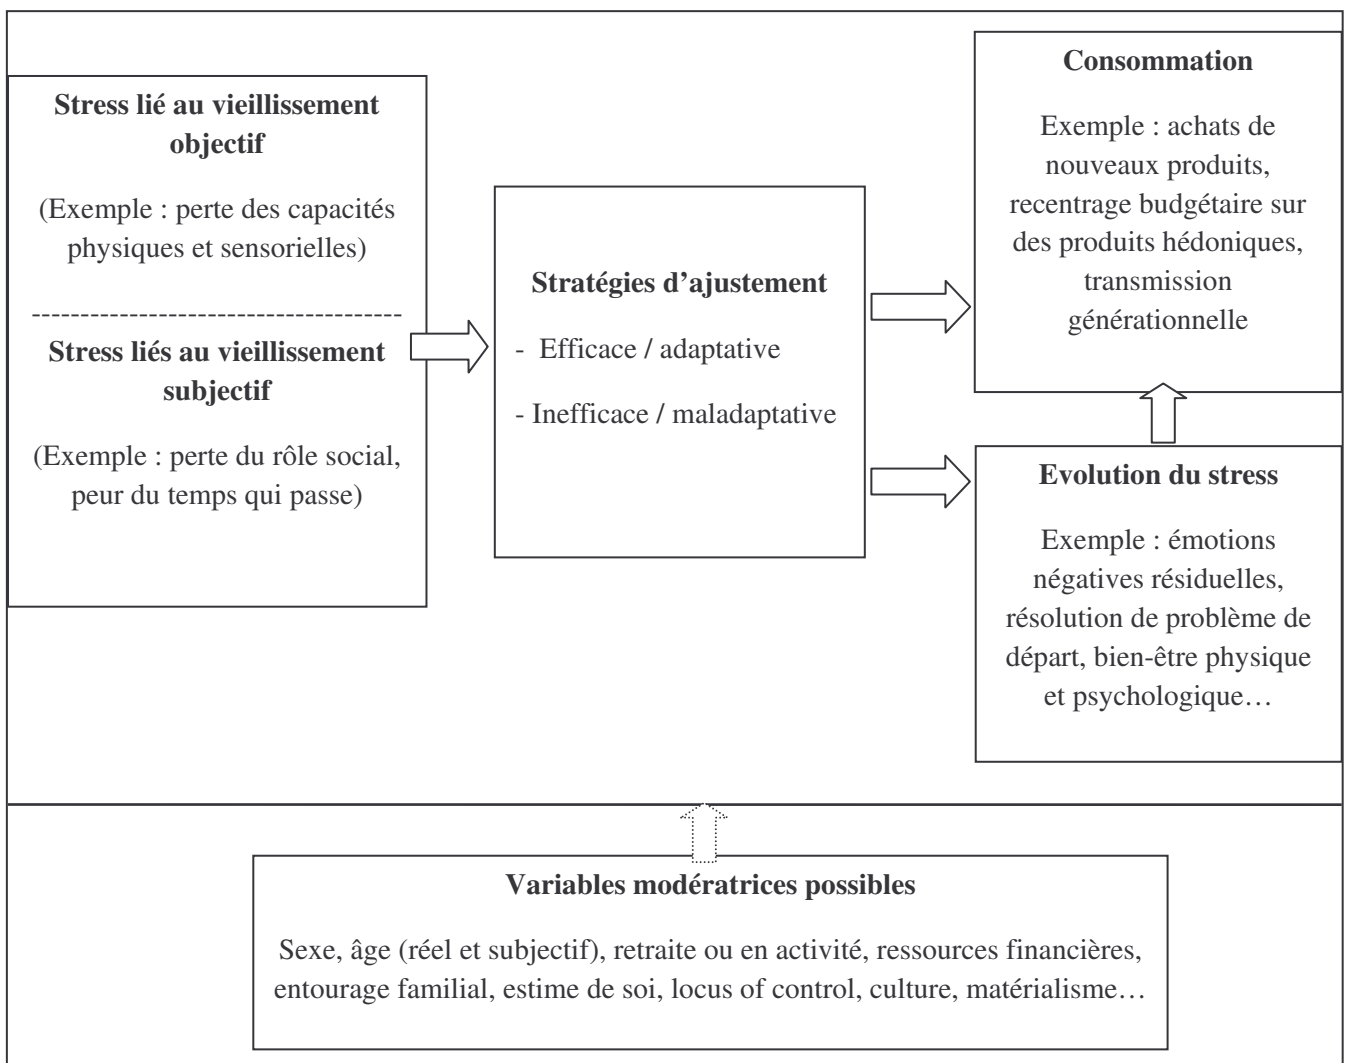 Stress lié au vieillissement
objectif
(Exemple : perte des capacités
physiques et sensorielles)
Stress liés au vieillissement
subjectif
(Exemple : perte du rôle social,
peur du temps qui passe)
Stratégies d’ajustement
- Efficace / adaptative
- Inefficace / maladaptative
Consommation
Exemple : achats de
nouveaux produits,
recentrage budgétaire sur
des produits hédoniques,
transmission
générationnelle
Evolution du stress
Exemple : émotions
négatives résiduelles,
résolution de problème de
départ, bien-être physique
et psychologique…
Variables modératrices possibles
Sexe, âge (réel et subjectif), retraite ou en activité, ressources financières,
entourage familial, estime de soi, locus of control, culture, matérialisme…